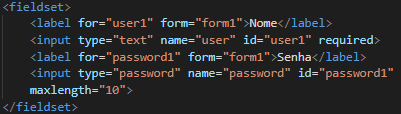 <fieldset>
<label for="user1" form="form1">Nome</label>
<input type="text" name="user" id="user1" required>
<label for="password1" form="form1">Senha</label>
<input type="password" name="password" id="password1"
maxlength="10">
</fieldset>